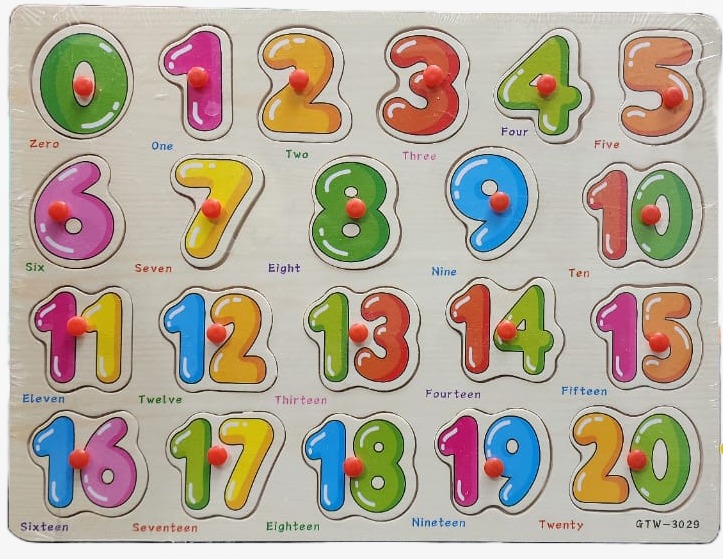 0 1 2 3 4 5
Zero One Two Three Four Five
6 7 8 9 10
Six Seven Eight Nine Ten
11 12 13 14 15
Eleven Twelve Thirteen Fourteen Fifteen
16 17 18 19 20
Sixteen Seventeen Eighteen Nineteen Twenty GTW-3029